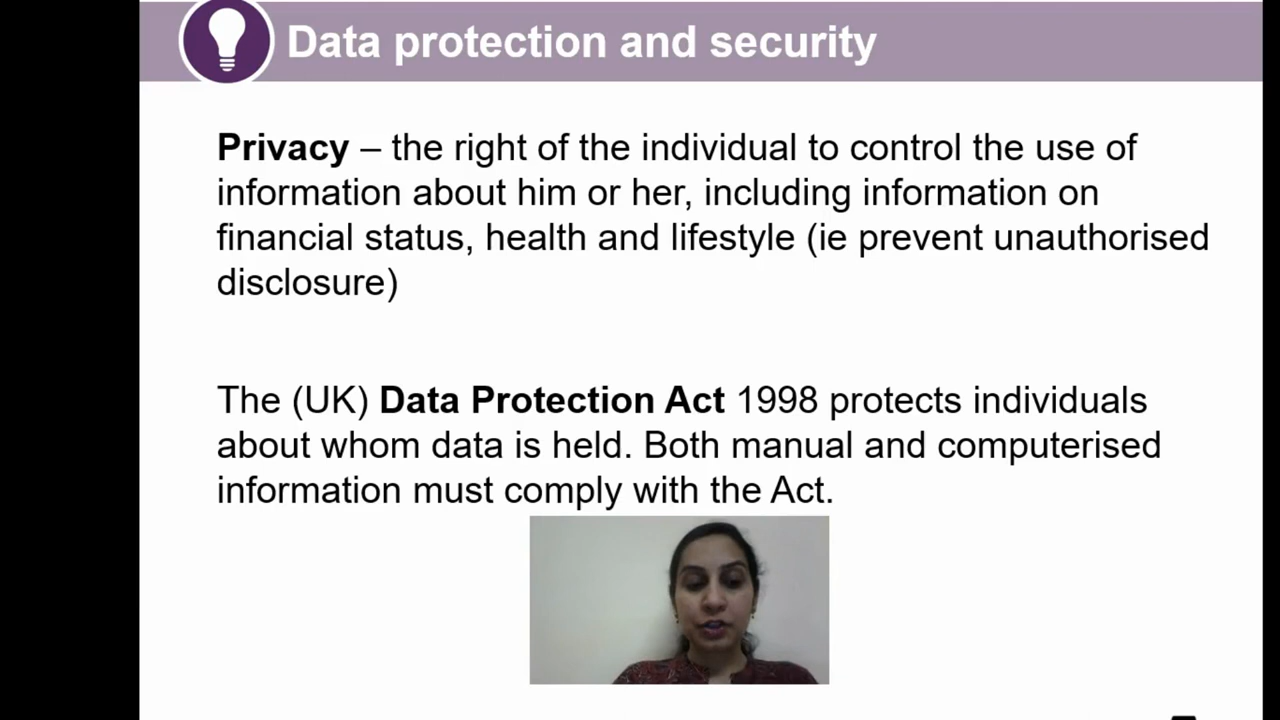 Data protection and security
Privacy – the right of the individual to control the use of
information about him or her, including information on
financial status, health and lifestyle (ie prevent unauthorised
disclosure)
The (UK) Data Protection Act 1998 protects individuals
about whom data is held. Both manual and computerised
information must comply with the Act.